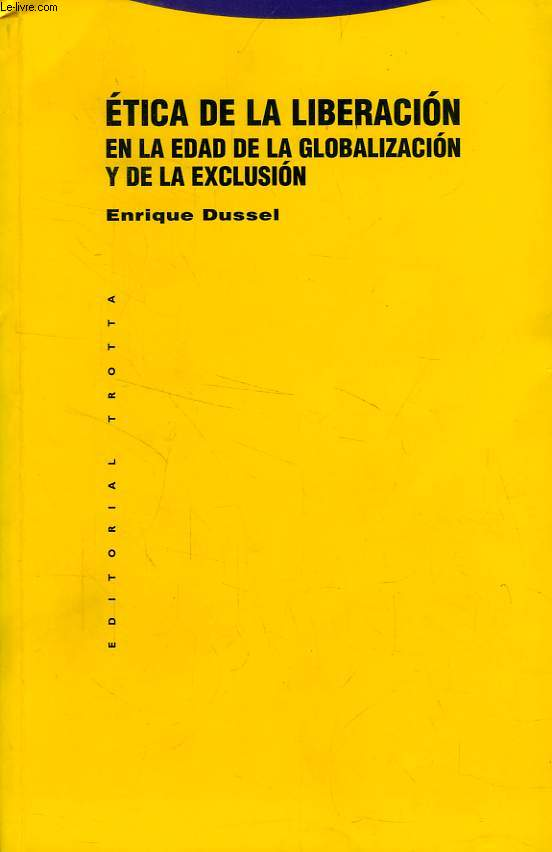 Le-livre.com
ÉTICA DE LA LIBERACIÓN
EN LA EDAD DE LA GLOBALIZACIÓN
Y DE LA EXCLUSIÓN
Enrique Dussel
EDITORIAL TROTTA